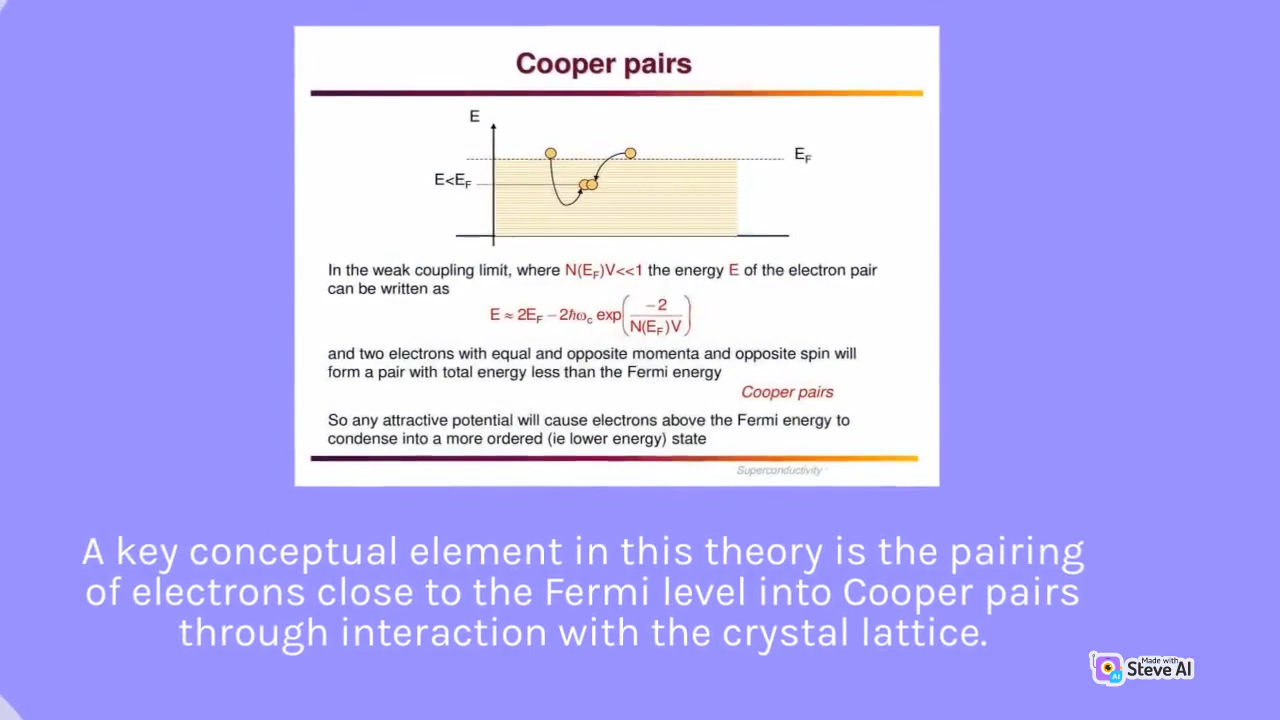 Cooper pairs
E
E_F
E<E_F
In the weak coupling limit, where N(E_F)V<<1 the energy E of the electron pair
can be written as
E ≈ 2E_F − 2ħω_c exp(−2 / N(E_F)V)
and two electrons with equal and opposite momenta and opposite spin will
form a pair with total energy less than the Fermi energy
Cooper pairs
So any attractive potential will cause electrons above the Fermi energy to
condense into a more ordered (ie lower energy) state
Superconductivity
A key conceptual element in this theory is the pairing
of electrons close to the Fermi level into Cooper pairs
through interaction with the crystal lattice.
Made with
Steve AI
AI